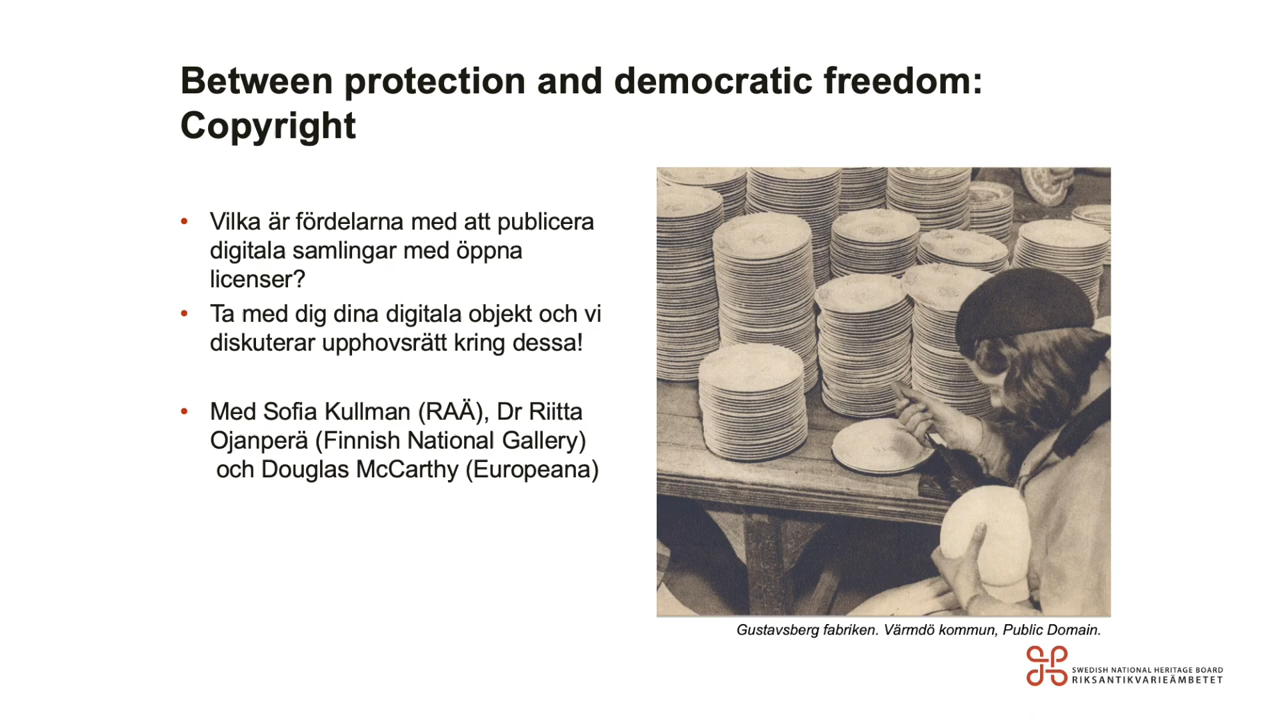 Between protection and democratic freedom:
Copyright
• Vilka är fördelarna med att publicera
digitala samlingar med öppna
licenser?
• Ta med dig dina digitala objekt och vi
diskuterar upphovsrätt kring dessa!
• Med Sofia Kullman (RAÄ), Dr Riitta
Ojanperä (Finnish National Gallery)
och Douglas McCarthy (Europeana)
Gustavsberg fabriken. Värmdö kommun, Public Domain.
SWEDISH NATIONAL HERITAGE BOARD
RIKSANTIKVARIEÄMBETET